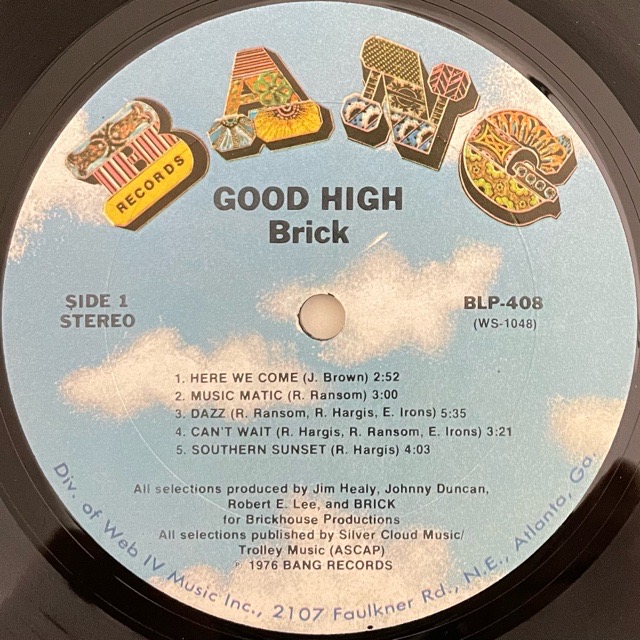 BANG
RECORDS
GOOD HIGH
Brick
SIDE 1
STEREO
BLP-408
(WS-1048)
1. HERE WE COME (J. Brown) 2:52
2. MUSIC MATIC (R. Ransom) 3:00
3. DAZZ (R. Ransom, R. Hargis, E. Irons) 5:35
4. CAN'T WAIT (R. Hargis, R. Ransom, E. Irons) 3:21
5. SOUTHERN SUNSET (R. Hargis) 4:03
All selections produced by Jim Healy, Johnny Duncan,
Robert E. Lee, and BRICK
for Brickhouse Productions
All selections published by Silver Cloud Music/
Trolley Music (ASCAP)
℗ 1976 BANG RECORDS
Div. of Web IV Music Inc., 2107 Faulkner Rd., N.E., Atlanta, Ga.